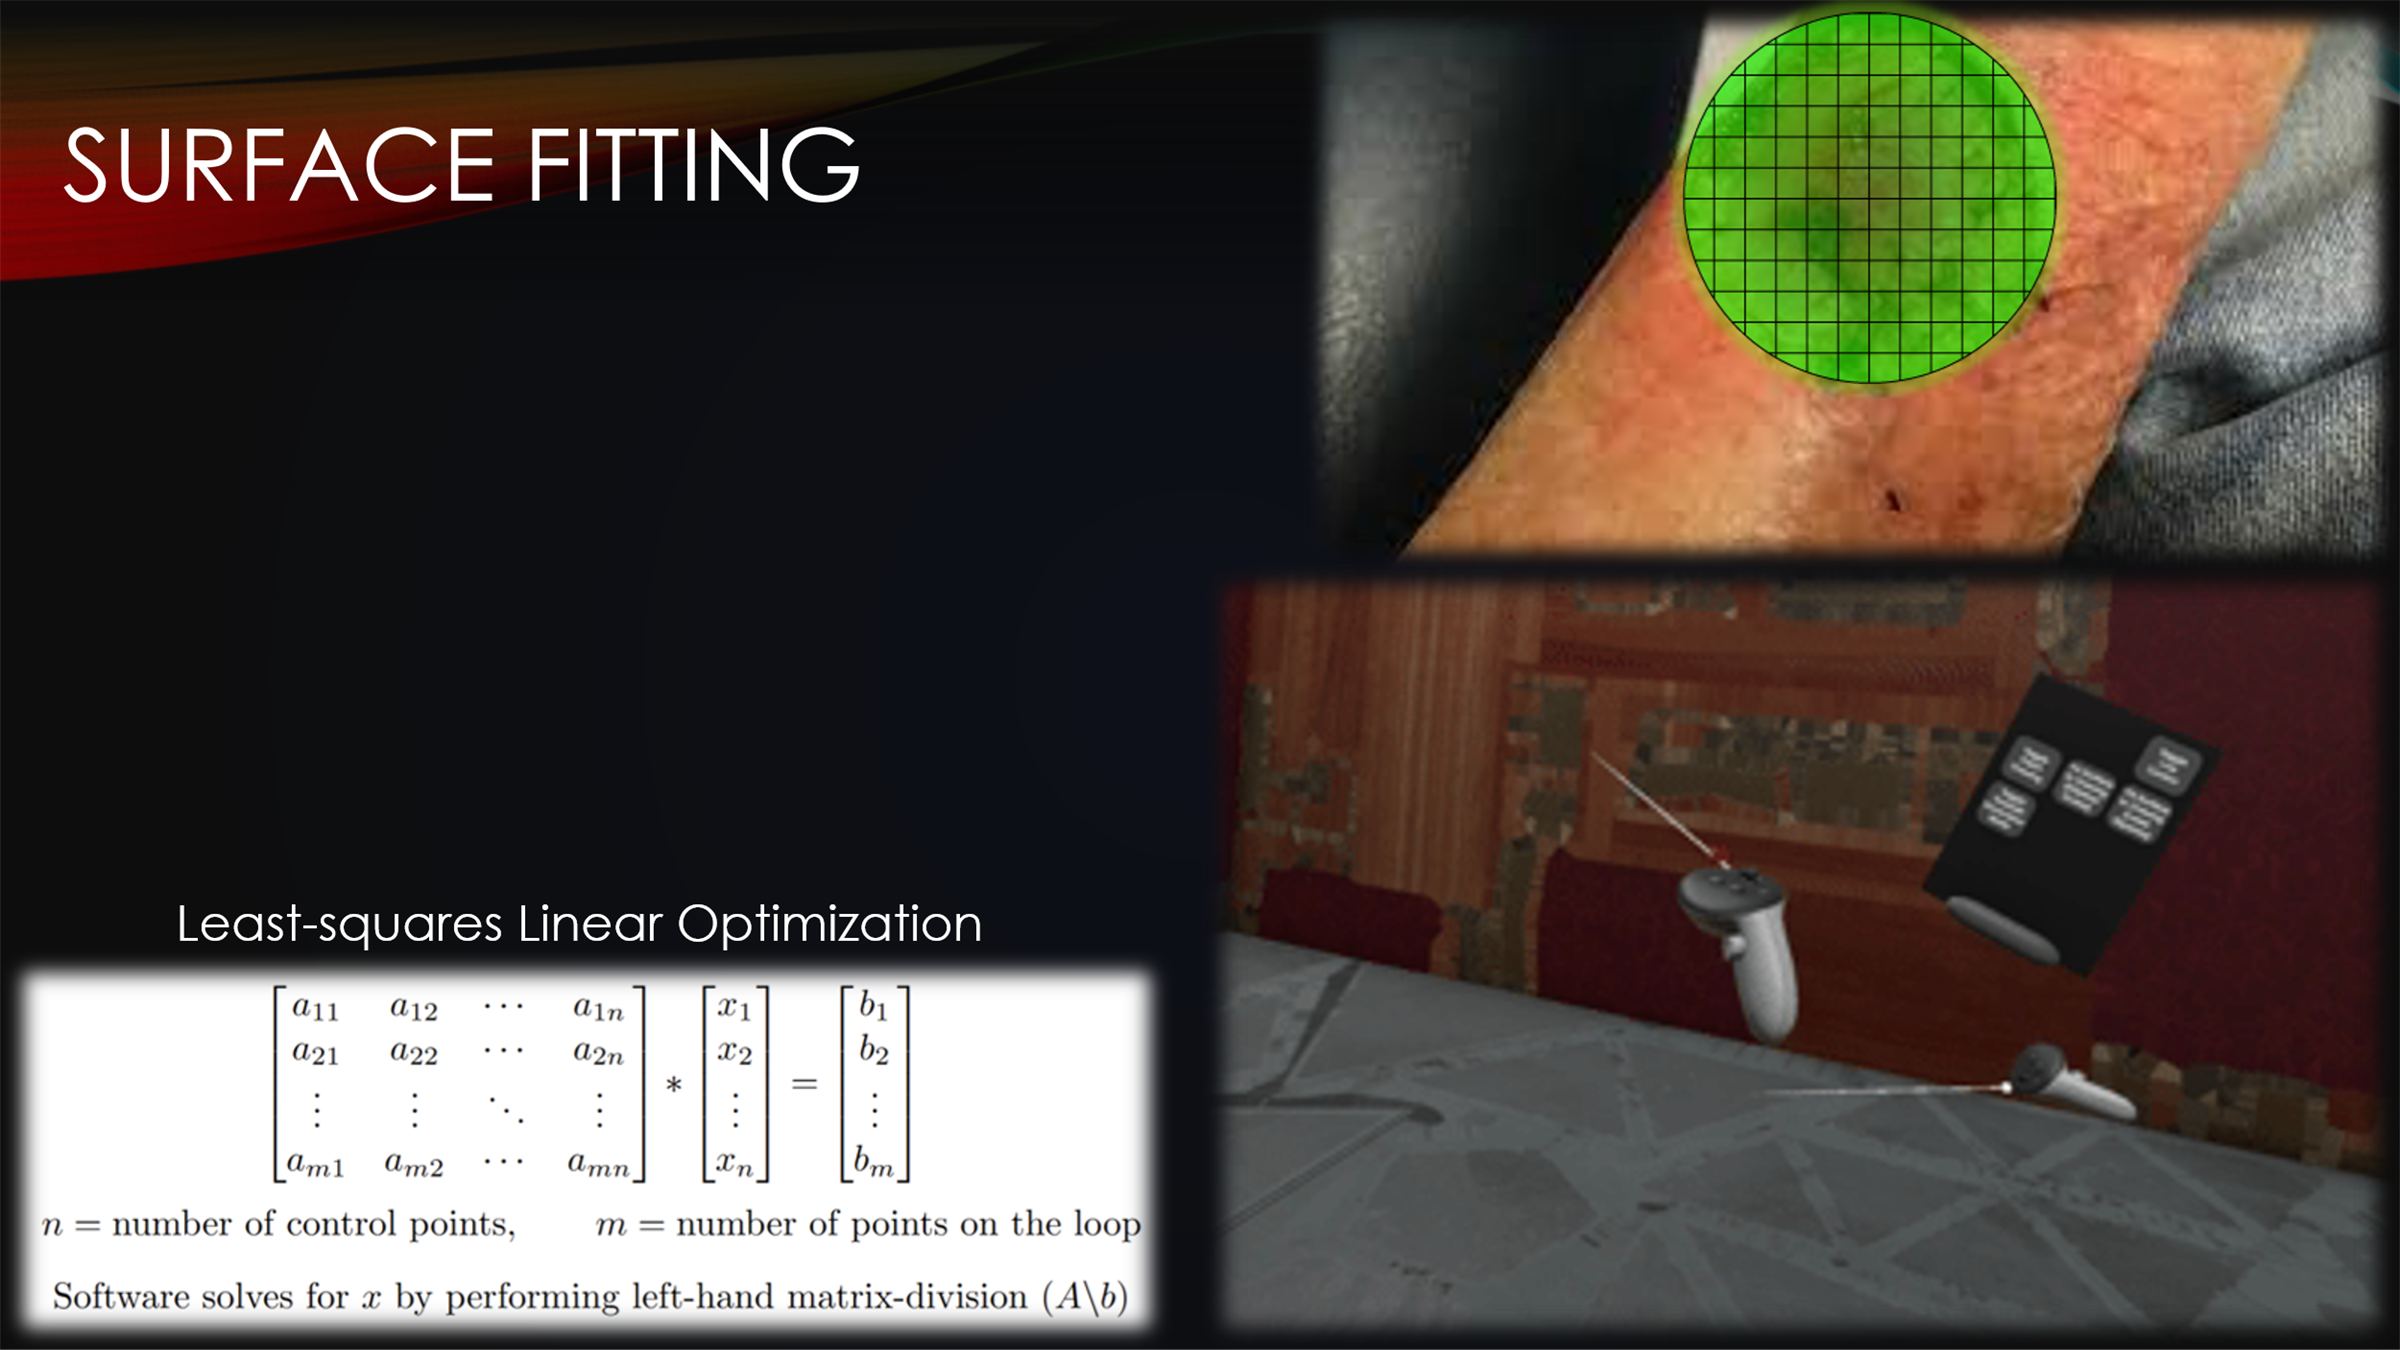 SURFACE FITTING
Least-squares Linear Optimization
a11 a12 ⋯ a1n x1 b1
a21 a22 ⋯ a2n x2 b2
⋮ ⋮ ⋱ ⋮ * ⋮ = ⋮
am1 am2 ⋯ amn xn bm
n = number of control points, m = number of points on the loop
Software solves for x by performing left-hand matrix-division (A\b)